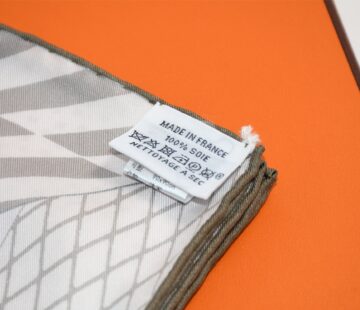 MADE IN FRANCE
100% SOIE
NETTOYAGE A SEC